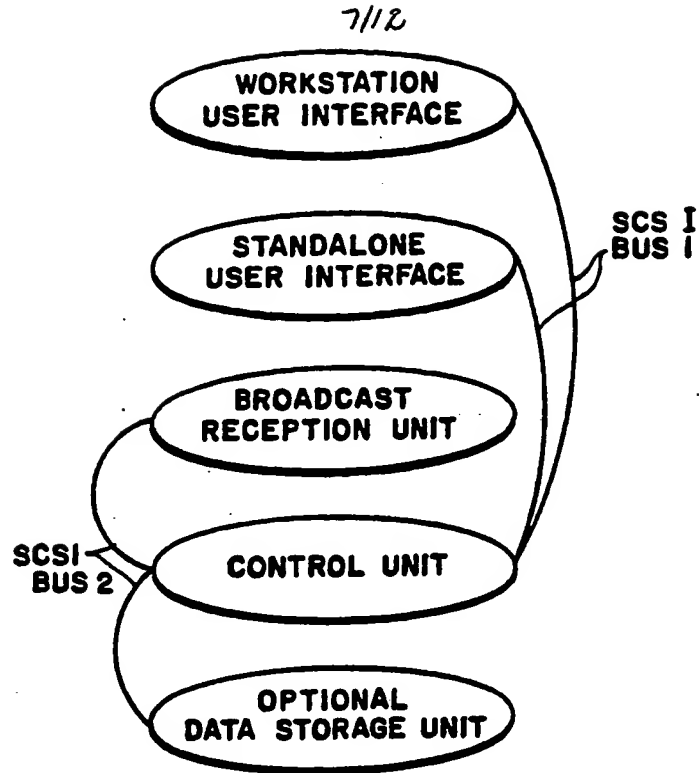 7/12
WORKSTATION
USER INTERFACE
STANDALONE
USER INTERFACE
SCS I
BUS 1
BROADCAST
RECEPTION UNIT
CONTROL UNIT
SCSI
BUS 2
OPTIONAL
DATA STORAGE UNIT